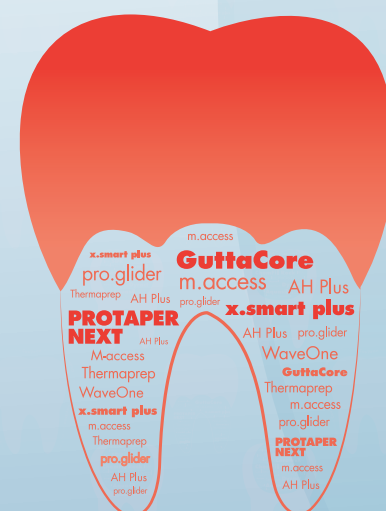 m.access
x.smart plus
GuttaCore
pro.glider
m.access
AH Plus
Thermaprep
AH Plus
pro.glider
x.smart plus
PROTAPER
NEXT
AH Plus
M-access
Thermaprep
WaveOne
x.smart plus
m.access
Thermaprep
pro.glider
AH Plus
pro.glider
AH Plus
pro.glider
WaveOne
GuttaCore
Thermaprep
m.access
pro.glider
PROTAPER
NEXT
m.access
AH Plus